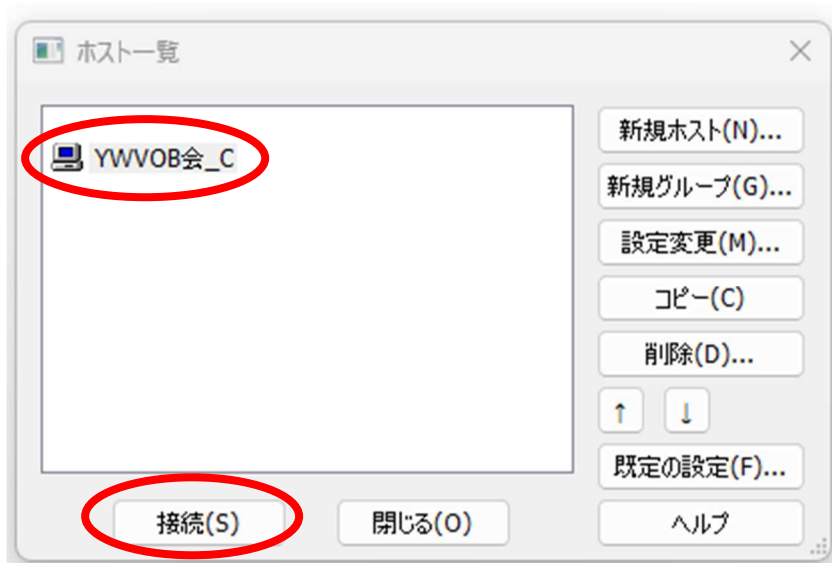 ホスト一覧
YWVOB会_C
新規ホスト(N)...
新規グループ(G)...
設定変更(M)...
コピー(C)
削除(D)...
↑ ↓
既定の設定(F)...
接続(S) 閉じる(O) ヘルプ